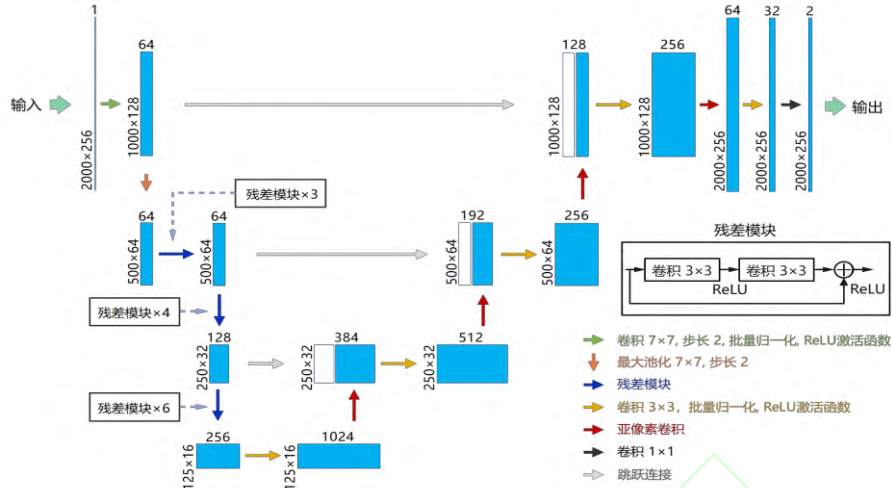 1
64
128
256
64
32
2
输入
输出
2000×256
1000×128
1000×128
1000×128
2000×256
2000×256
2000×256
残差模块×3
64
64
192
256
500×64
500×64
500×64
500×64
残差模块
卷积 3×3
卷积 3×3
ReLU
ReLU
残差模块×4
128
384
512
250×32
250×32
250×32
残差模块×6
256
1024
125×16
125×16
卷积 7×7, 步长 2, 批量归一化, ReLU激活函数
最大池化 7×7, 步长 2
残差模块
卷积 3×3, 批量归一化, ReLU激活函数
亚像素卷积
卷积 1×1
跳跃连接